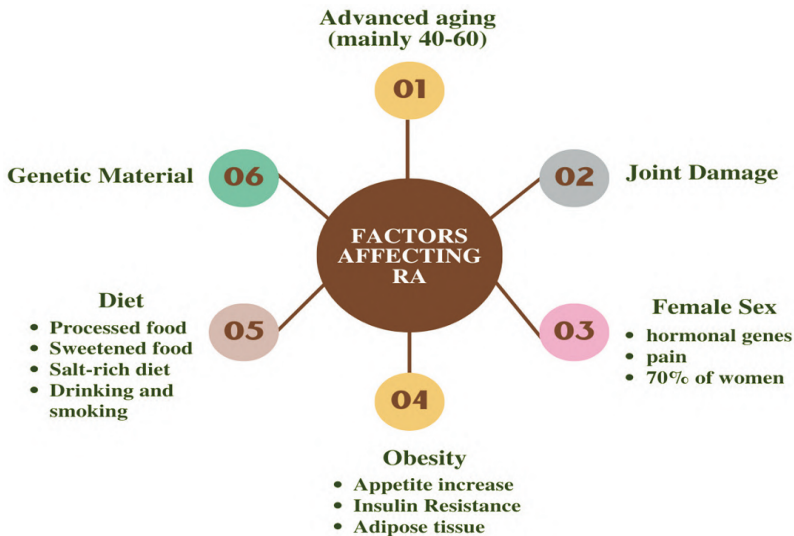 FACTORS
AFFECTING
RA
01
Advanced aging
(mainly 40-60)
02
Joint Damage
03
Female Sex
• hormonal genes
• pain
• 70% of women
04
Obesity
• Appetite increase
• Insulin Resistance
• Adipose tissue
05
Diet
• Processed food
• Sweetened food
• Salt-rich diet
• Drinking and
smoking
06
Genetic Material